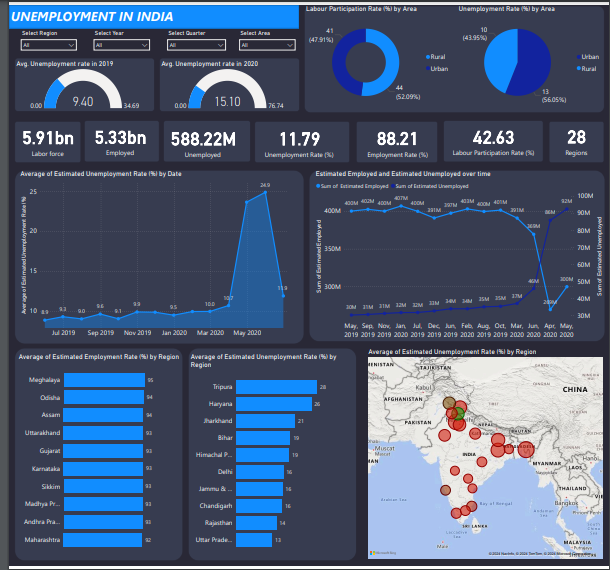 UNEMPLOYMENT IN INDIA
Select Region
Select Year
Select Quarter
Select Area
All
All
All
All
Avg. Unemployment rate in 2019
0.00
9.40
34.69
Avg. Unemployment rate in 2020
0.00
15.10
76.74
Labour Participation Rate (%) by Area
41
(47.91%)
44
(52.09%)
Rural
Urban
Unemployment Rate (%) by Area
10
(43.95%)
13
(56.05%)
Urban
Rural
5.91bn
Labor force
5.33bn
Employed
588.22M
Unemployed
11.79
Unemployment Rate (%)
88.21
Employment Rate (%)
42.63
Labour Participation Rate (%)
28
Regions
Average of Estimated Unemployment Rate (%) by Date
Average of Estimated Unemployment Rate (%)
25
20
15
10
8.9
9.3
9.0
9.6
9.1
9.9
9.5
10.0
10.7
24.9
11.9
Jul 2019
Sep 2019
Nov 2019
Jan 2020
Mar 2020
May 2020
Estimated Employed and Estimated Unemployed over time
Sum of Estimated Employed
Sum of Estimated Unemployed
Sum of Estimated Employed
400M
350M
300M
100M
90M
80M
70M
60M
50M
40M
30M
Sum of Estimated Unemployed
400M
402M
400M
407M
400M
391M
397M
403M
400M
401M
391M
369M
300M
30M
31M
31M
32M
32M
33M
34M
34M
35M
35M
37M
46M
86M
92M
May, Sep, Nov, Jan, Jul, Dec, Jun, Feb, Aug, Oct, Mar, Jun, Apr, May,
2019 2019 2019 2020 2019 2019 2019 2020 2019 2019 2020 2020 2020 2020
Average of Estimated Employment Rate (%) by Region
Meghalaya 95
Odisha 94
Assam 94
Uttarakhand 93
Gujarat 93
Karnataka 93
Sikkim 93
Madhya Pr... 93
Andhra Pra... 93
Maharashtra 92
Average of Estimated Unemployment Rate (%) by
Region
Tripura 28
Haryana 26
Jharkhand 21
Bihar 19
Himachal P... 19
Delhi 16
Jammu & ... 16
Chandigarh 16
Rajasthan 14
Uttar Prade... 13
Average of Estimated Unemployment Rate (%) by Region
TAJIKISTAN
Kabul
AFGHANISTAN
CHINA
PAKISTAN
NEPAL
BHUTAN
Muscat
INDIA
MYANMAR
Hanoi
LAOS
THAILAND
Bangkok
Arabian Sea
Bay of Bengal
SRI LANKA
Male
MALAYSIA
Microsoft Bing